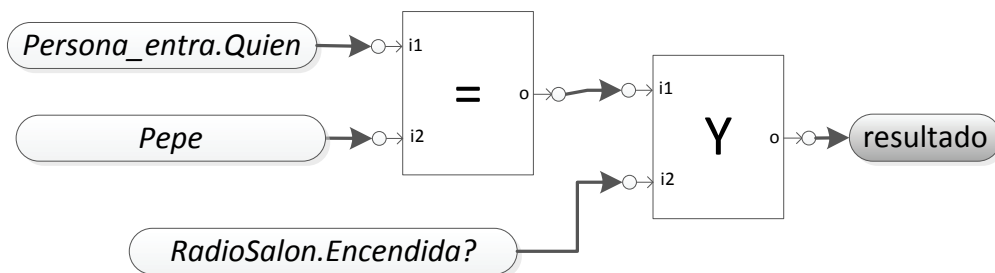 Persona_entra.Quien
i1
=
o
i1
Pepe
i2
Y
o
resultado
i2
RadioSalon.Encendida?